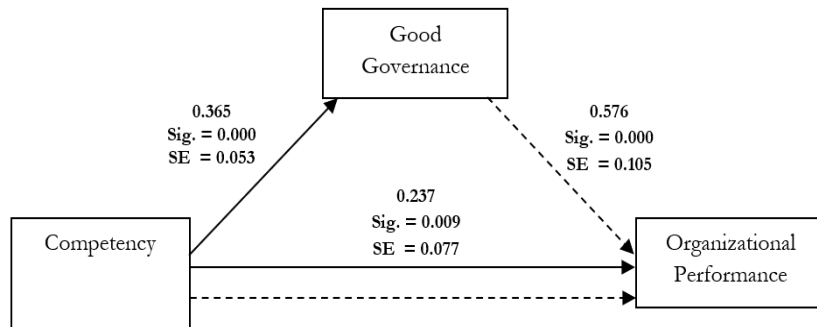 Good
Governance
0.365
Sig. = 0.000
SE = 0.053
0.576
Sig. = 0.000
SE = 0.105
0.237
Sig. = 0.009
SE = 0.077
Competency
Organizational
Performance